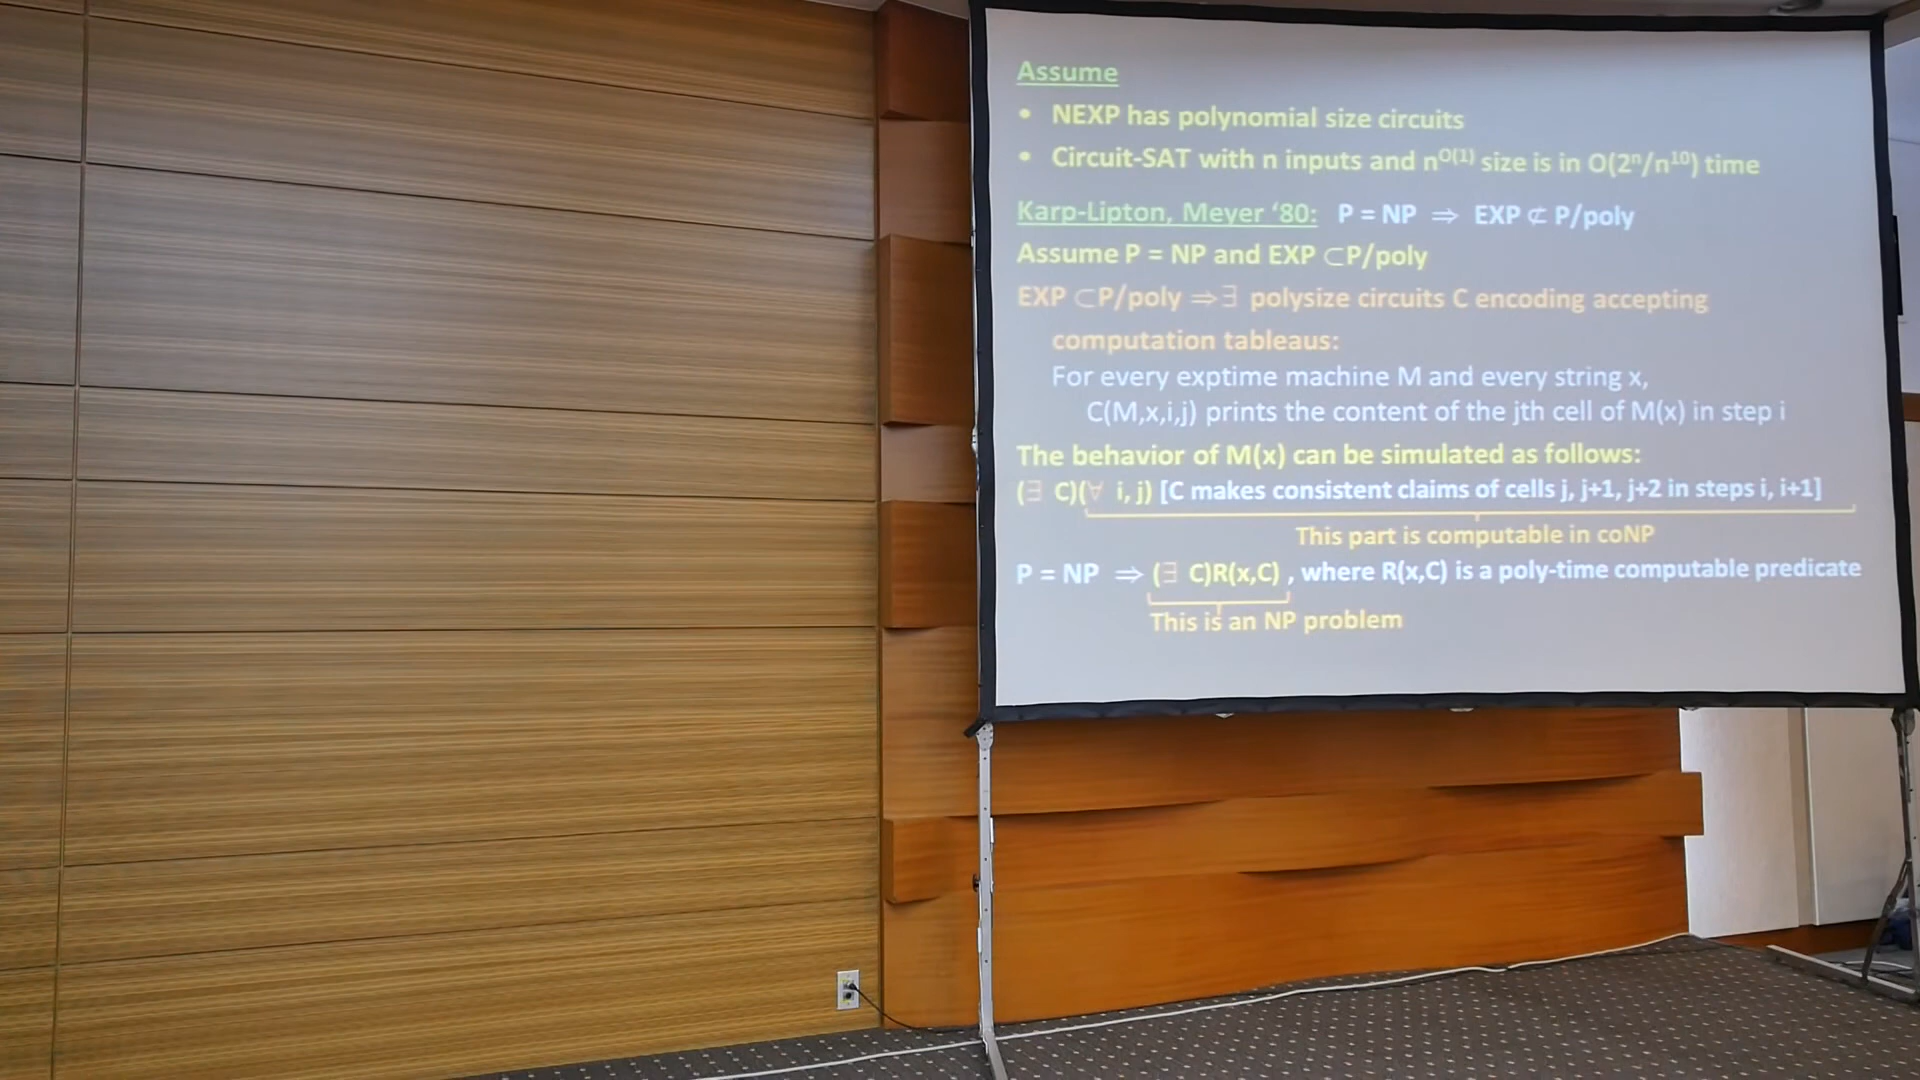 Assume
• NEXP has polynomial size circuits
• Circuit-SAT with n inputs and n^O(1) size is in O(2^n/n^10) time
Karp-Lipton, Meyer ‘80: P = NP ⇒ EXP ⊄ P/poly
Assume P = NP and EXP ⊂P/poly
EXP ⊂P/poly ⇒∃ polysize circuits C encoding accepting
computation tableaus:
For every exptime machine M and every string x,
C(M,x,i,j) prints the content of the jth cell of M(x) in step i
The behavior of M(x) can be simulated as follows:
(∃ C)(∀ i, j) [C makes consistent claims of cells j, j+1, j+2 in steps i, i+1]
This part is computable in coNP
P = NP ⇒ (∃ C)R(x,C) , where R(x,C) is a poly-time computable predicate
This is an NP problem